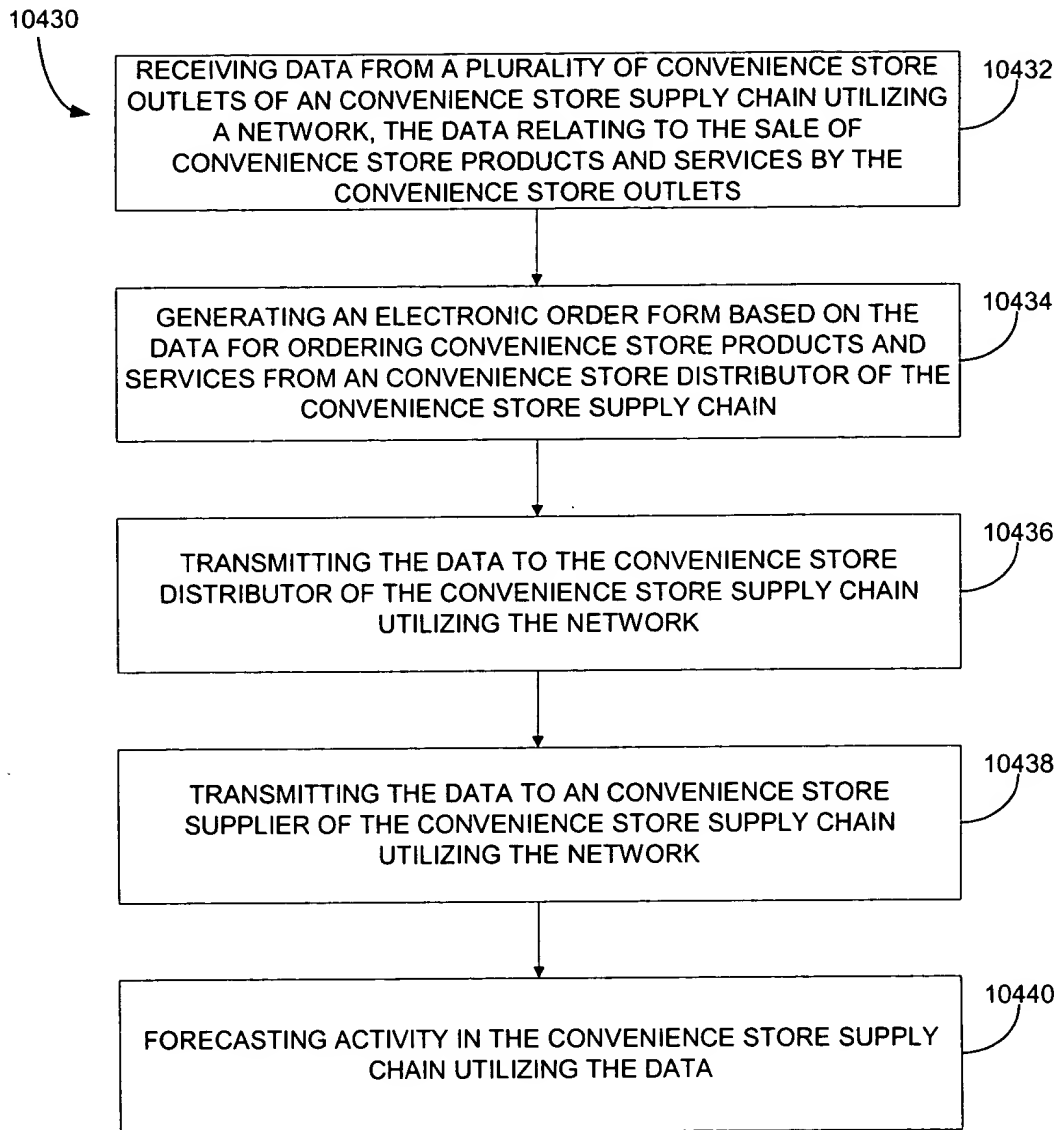 10430
RECEIVING DATA FROM A PLURALITY OF CONVENIENCE STORE
OUTLETS OF AN CONVENIENCE STORE SUPPLY CHAIN UTILIZING
A NETWORK, THE DATA RELATING TO THE SALE OF
CONVENIENCE STORE PRODUCTS AND SERVICES BY THE
CONVENIENCE STORE OUTLETS
10432
GENERATING AN ELECTRONIC ORDER FORM BASED ON THE
DATA FOR ORDERING CONVENIENCE STORE PRODUCTS AND
SERVICES FROM AN CONVENIENCE STORE DISTRIBUTOR OF THE
CONVENIENCE STORE SUPPLY CHAIN
10434
TRANSMITTING THE DATA TO THE CONVENIENCE STORE
DISTRIBUTOR OF THE CONVENIENCE STORE SUPPLY CHAIN
UTILIZING THE NETWORK
10436
TRANSMITTING THE DATA TO AN CONVENIENCE STORE
SUPPLIER OF THE CONVENIENCE STORE SUPPLY CHAIN
UTILIZING THE NETWORK
10438
FORECASTING ACTIVITY IN THE CONVENIENCE STORE SUPPLY
CHAIN UTILIZING THE DATA
10440